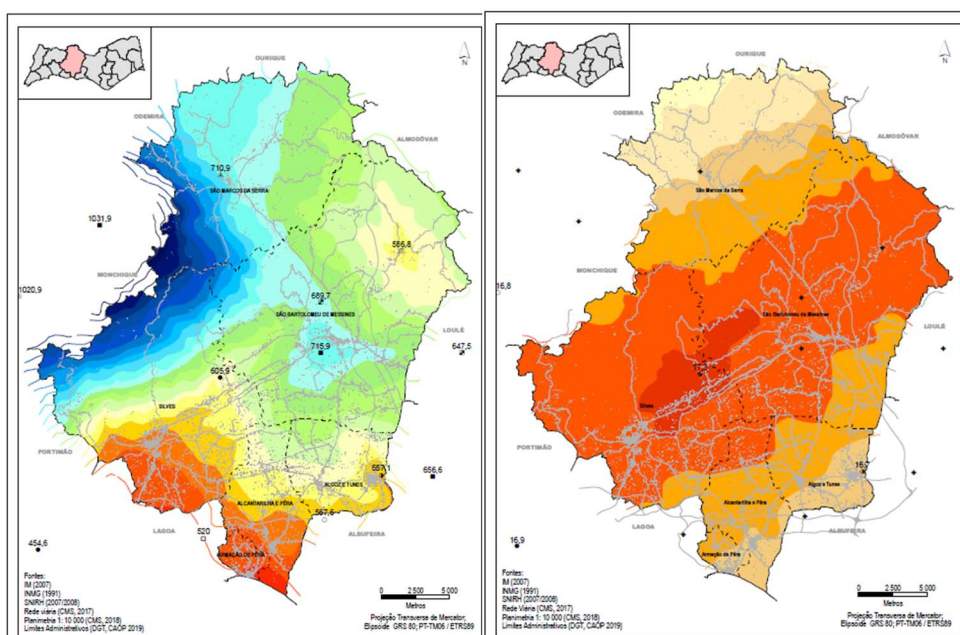 OURIQUE
N
ODEMIRA
ALMODÔVAR
710,9
SÃO MARCOS DA SERRA
1031,9
586,8
MONCHIQUE
1020,9
689,7
SÃO BARTOLOMEU DE MESSINES
LOULÉ
715,9
647,5
605,9
SILVES
PORTIMÃO
557,1
656,6
ALGOZ E TUNES
ALCANTARILHA E PÊRA
567,6
LAGOA
520
ALBUFEIRA
454,6
ARMAÇÃO DE PÊRA
Fontes:
IM (2007)
INMG (1991)
SNIRH (2007/2008)
Rede viária (CMS, 2017)
Planimetria 1: 10 000 (CMS, 2018)
Limites Administrativos (DGT, CAOP 2019)
0 2 500 5 000
Metros
Projeção Transversa de Mercator;
Elipsoide GRS 80; PT-TM06 / ETRS89
OURIQUE
N
ODEMIRA
ALMODÔVAR
São Marcos da Serra
MONCHIQUE
16,8
São Bartolomeu de Messines
LOULÉ
Silves
PORTIMÃO
Algoz e Tunes
Alcantarilha e Pêra
LAGOA
ALBUFEIRA
16,9
Armação de Pêra
Fontes:
IM (2007)
INMG (1991)
SNIRH (2007/2008)
Rede Viária (CMS, 2017)
Planimetria 1: 10 000 (CMS, 2018)
Limites Administrativos (DGT, CAOP 2019)
0 2 500 5 000
Metros
Projeção Transversa de Mercator;
Elipsoide GRS 80; PT-TM06 / ETRS89